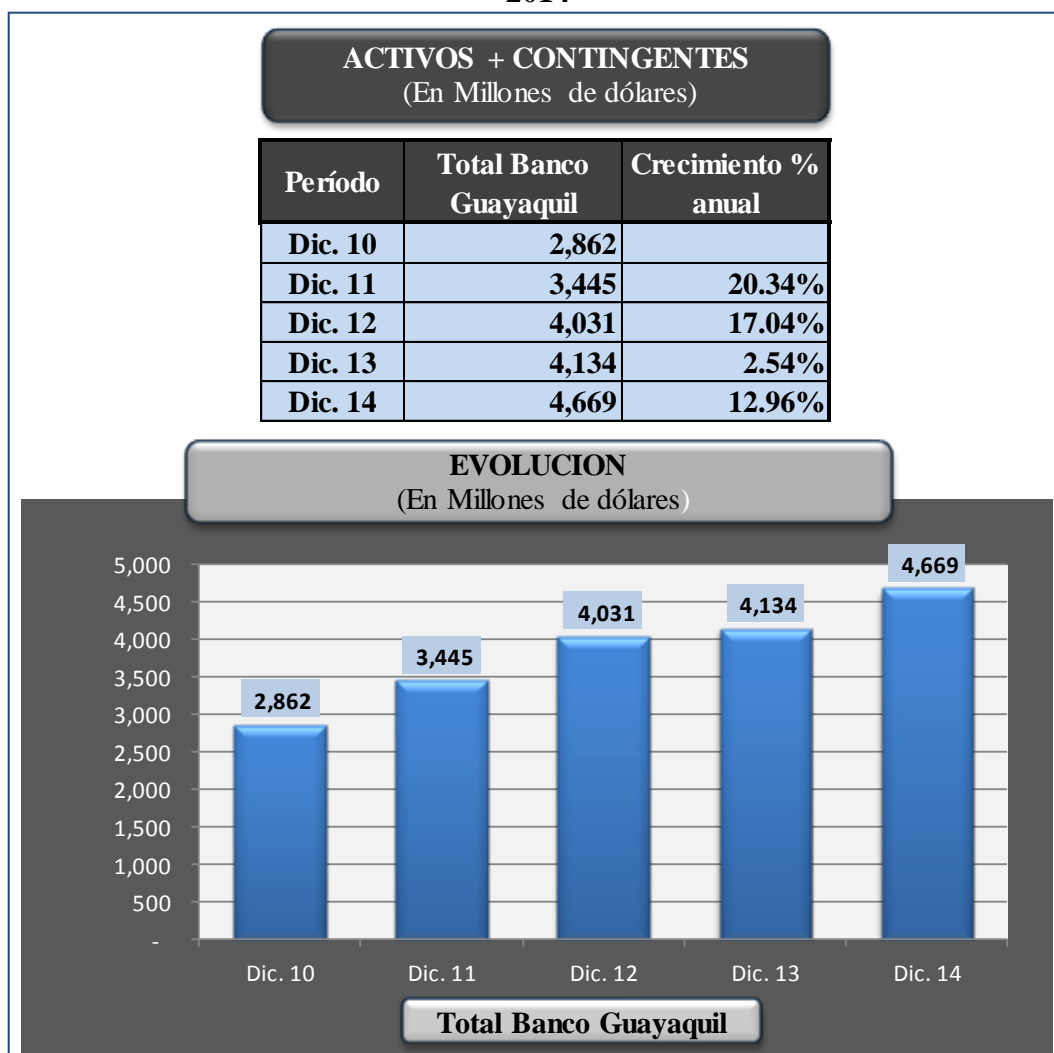 2014
ACTIVOS + CONTINGENTES
(En Millones de dólares)
Período Total Banco Guayaquil Crecimiento % anual
Dic. 10 2,862
Dic. 11 3,445 20.34%
Dic. 12 4,031 17.04%
Dic. 13 4,134 2.54%
Dic. 14 4,669 12.96%
EVOLUCION
(En Millones de dólares)
5,000
4,500
4,000
3,500
3,000
2,500
2,000
1,500
1,000
500
-
2,862
3,445
4,031
4,134
4,669
Dic. 10 Dic. 11 Dic. 12 Dic. 13 Dic. 14
Total Banco Guayaquil